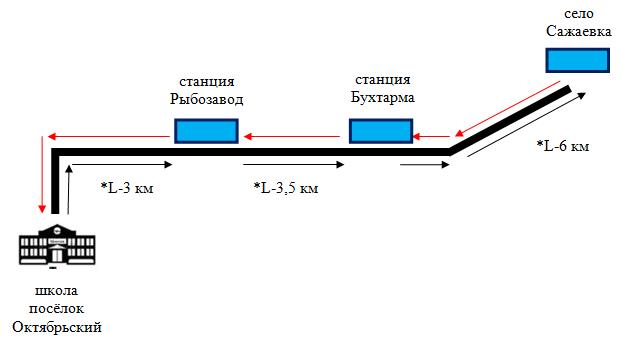 село
Сажаевка
станция
Рыбозавод
станция
Бухтарма
*L-6 км
*L-3 км
*L-3,5 км
школа
посёлок
Октябрьский